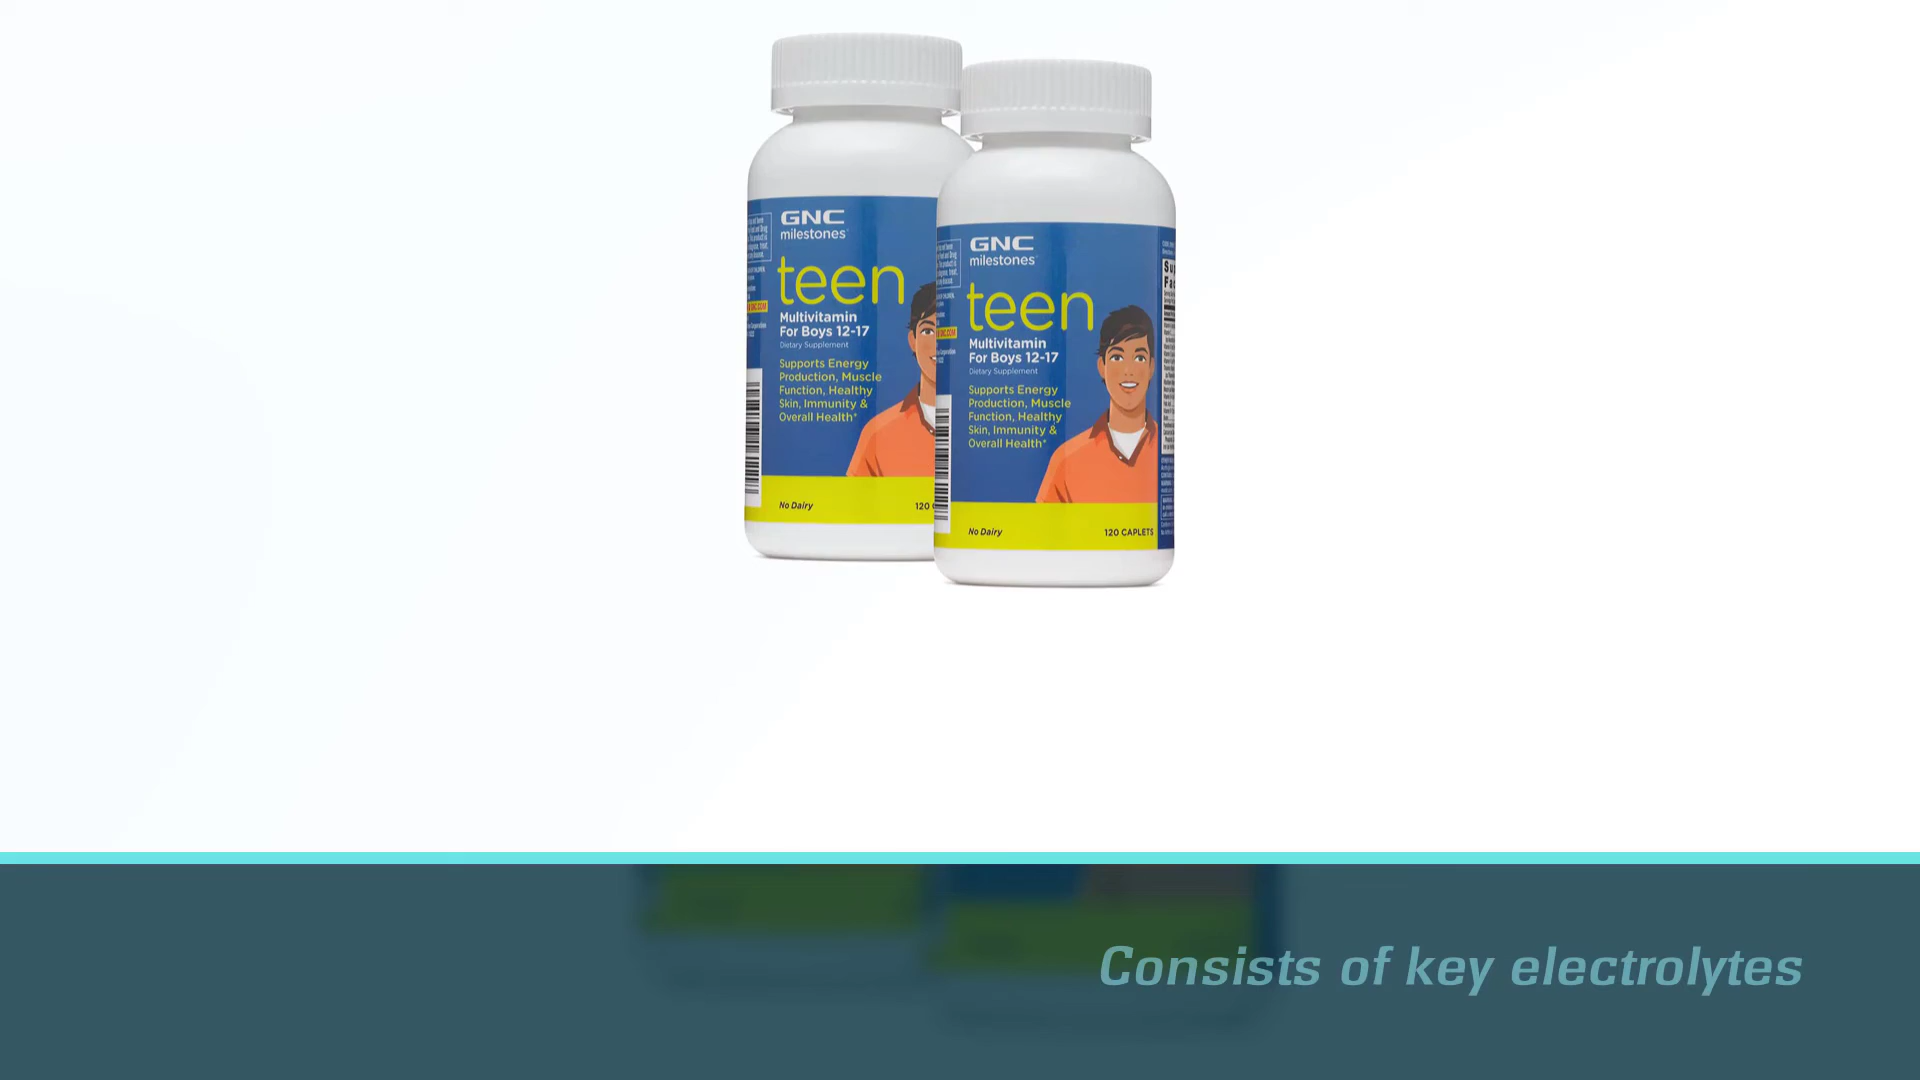 GNC
milestones
teen
Multivitamin
For Boys 12-17
Dietary Supplement
Supports Energy
Production, Muscle
Function, Healthy
Skin, Immunity &
Overall Health*
No Dairy
120
GNC
milestones
teen
Multivitamin
For Boys 12-17
Dietary Supplement
Supports Energy
Production, Muscle
Function, Healthy
Skin, Immunity &
Overall Health*
No Dairy
120 CAPLETS
Consists of key electrolytes